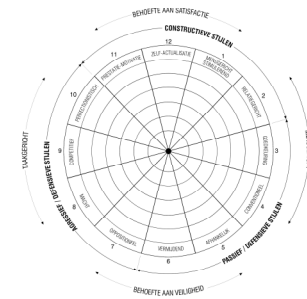 BEHOEFTE AAN SATISFACTIE
CONSTRUCTIEVE STIJLEN
12
ZELF-ACTUALISATIE
1
MENSGERICHT
STIMULEREND
2
RELATIEGERICHT
3
GOEDKEURING
4
CONVENTIONEEL
PASSIEF / DEFENSIEVE STIJLEN
5
AFHANKELIJK
6
VERMIJDEND
7
OPPOSITIONEEL
8
MACHT
AGRESSIEF / DEFENSIEVE STIJLEN
9
COMPETITIEF
10
PERFECTIONISTISCH
11
PRESTATIE-MOTIVATIE
TAAKGERICHT
BEHOEFTE AAN VEILIGHEID